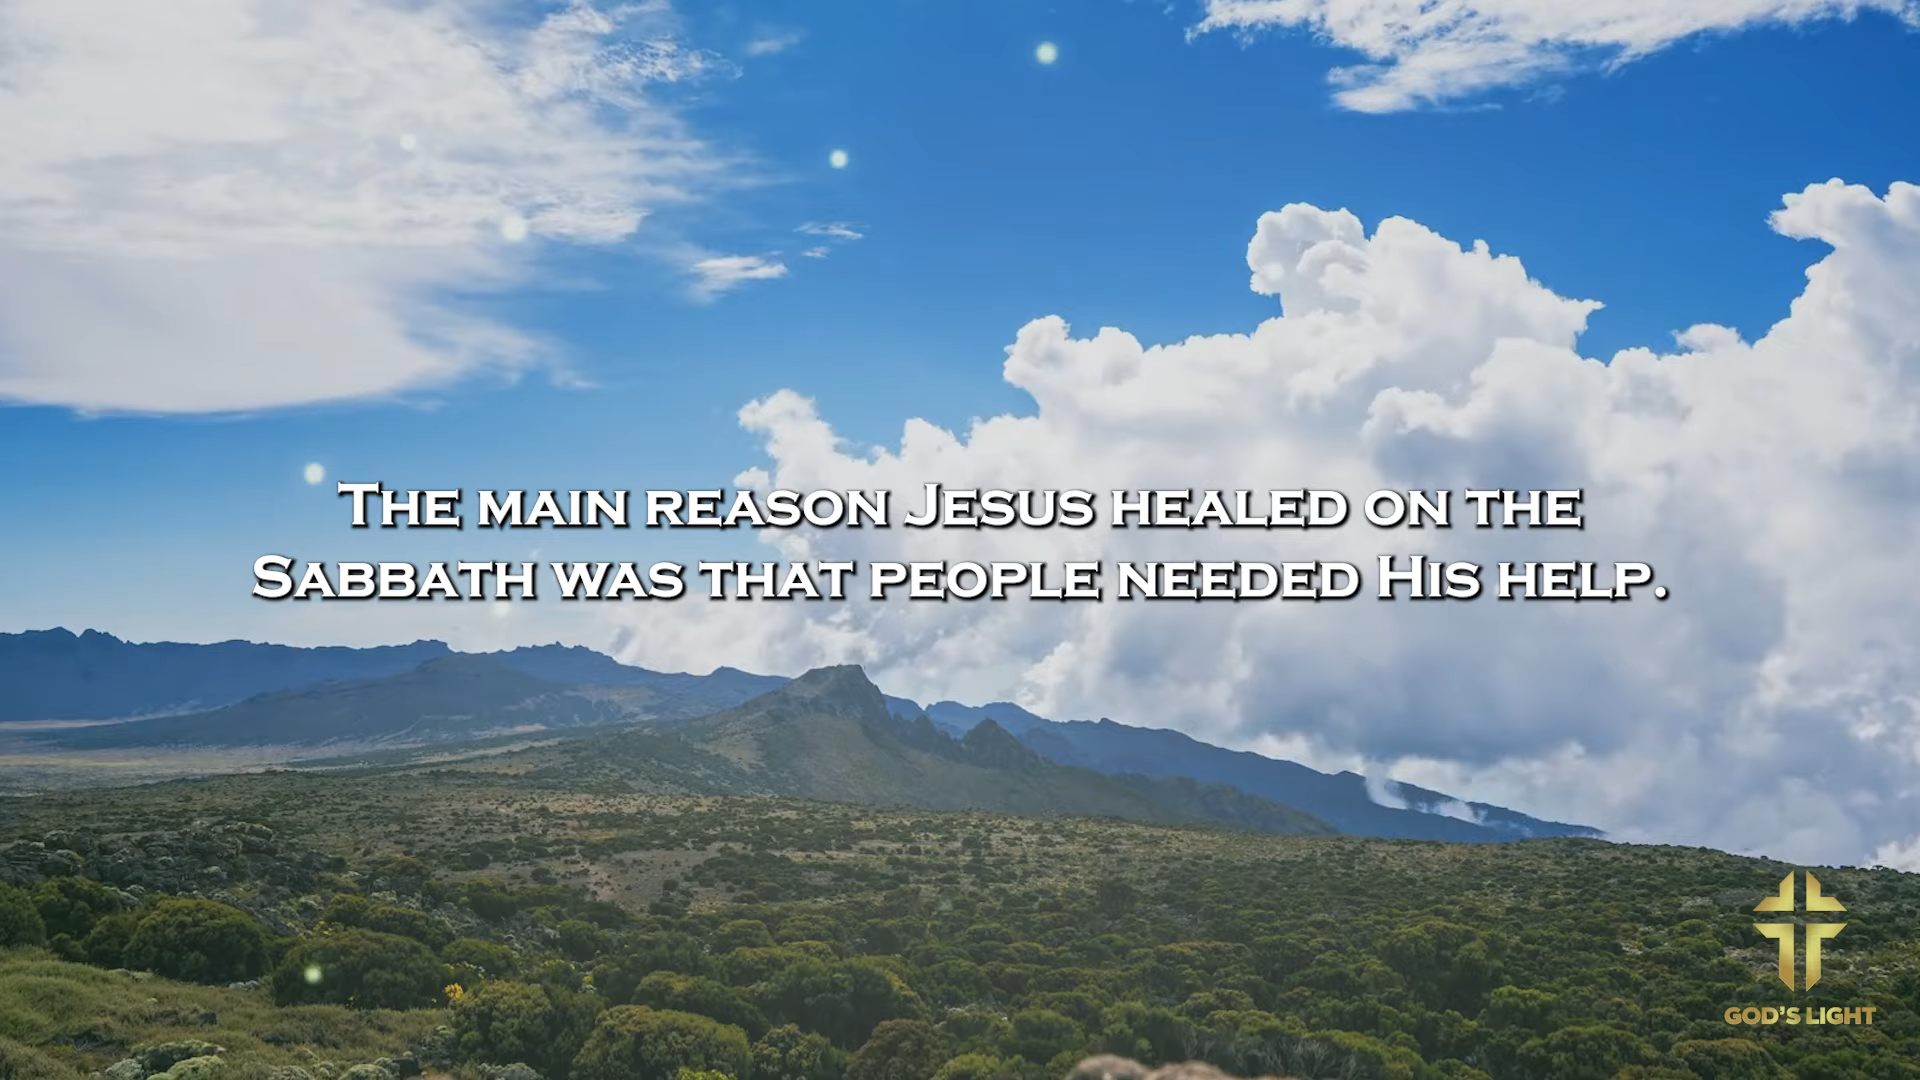 The main reason Jesus healed on the
Sabbath was that people needed His help.
GOD'S LIGHT